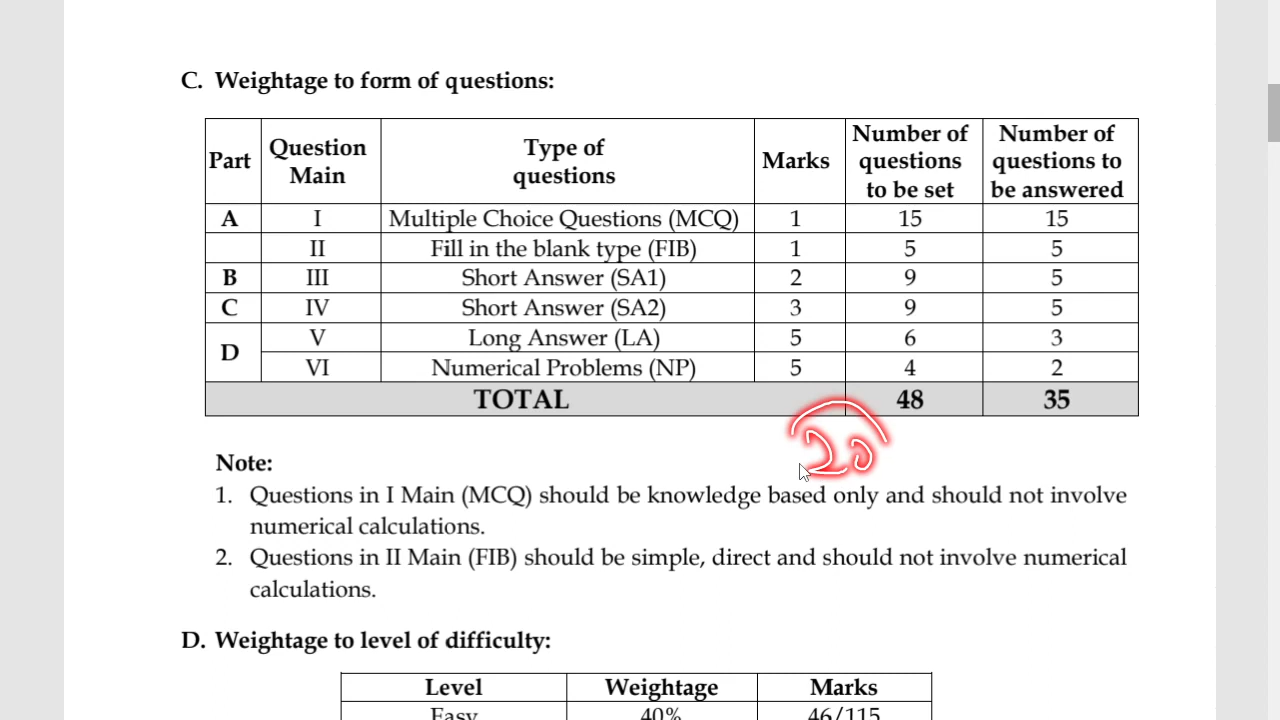 C. Weightage to form of questions:
Part Question Main Type of questions Marks Number of questions to be set Number of questions to be answered
A I Multiple Choice Questions (MCQ) 1 15 15
II Fill in the blank type (FIB) 1 5 5
B III Short Answer (SA1) 2 9 5
C IV Short Answer (SA2) 3 9 5
D V Long Answer (LA) 5 6 3
VI Numerical Problems (NP) 5 4 2
TOTAL 48 35
20
Note:
1. Questions in I Main (MCQ) should be knowledge based only and should not involve
numerical calculations.
2. Questions in II Main (FIB) should be simple, direct and should not involve numerical
calculations.
D. Weightage to level of difficulty:
Level Weightage Marks
Easy 40% 46/115